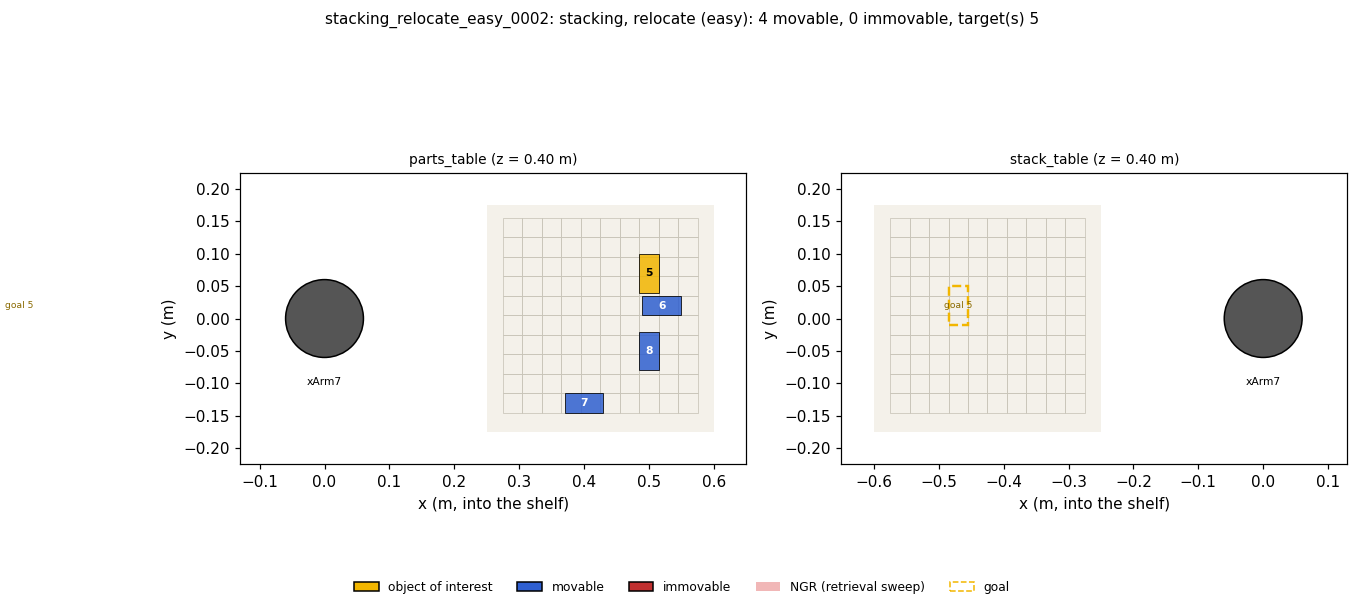 stacking_relocate_easy_0002: stacking, relocate (easy): 4 movable, 0 immovable, target(s) 5
parts_table (z = 0.40 m)
0.20
0.15
0.10
0.05
0.00
−0.05
−0.10
−0.15
−0.20
y (m)
goal 5
xArm7
5
6
8
7
−0.1
0.0
0.1
0.2
0.3
0.4
0.5
0.6
x (m, into the shelf)
stack_table (z = 0.40 m)
0.20
0.15
0.10
0.05
0.00
−0.05
−0.10
−0.15
−0.20
y (m)
goal 5
xArm7
−0.6
−0.5
−0.4
−0.3
−0.2
−0.1
0.0
0.1
x (m, into the shelf)
object of interest
movable
immovable
NGR (retrieval sweep)
goal